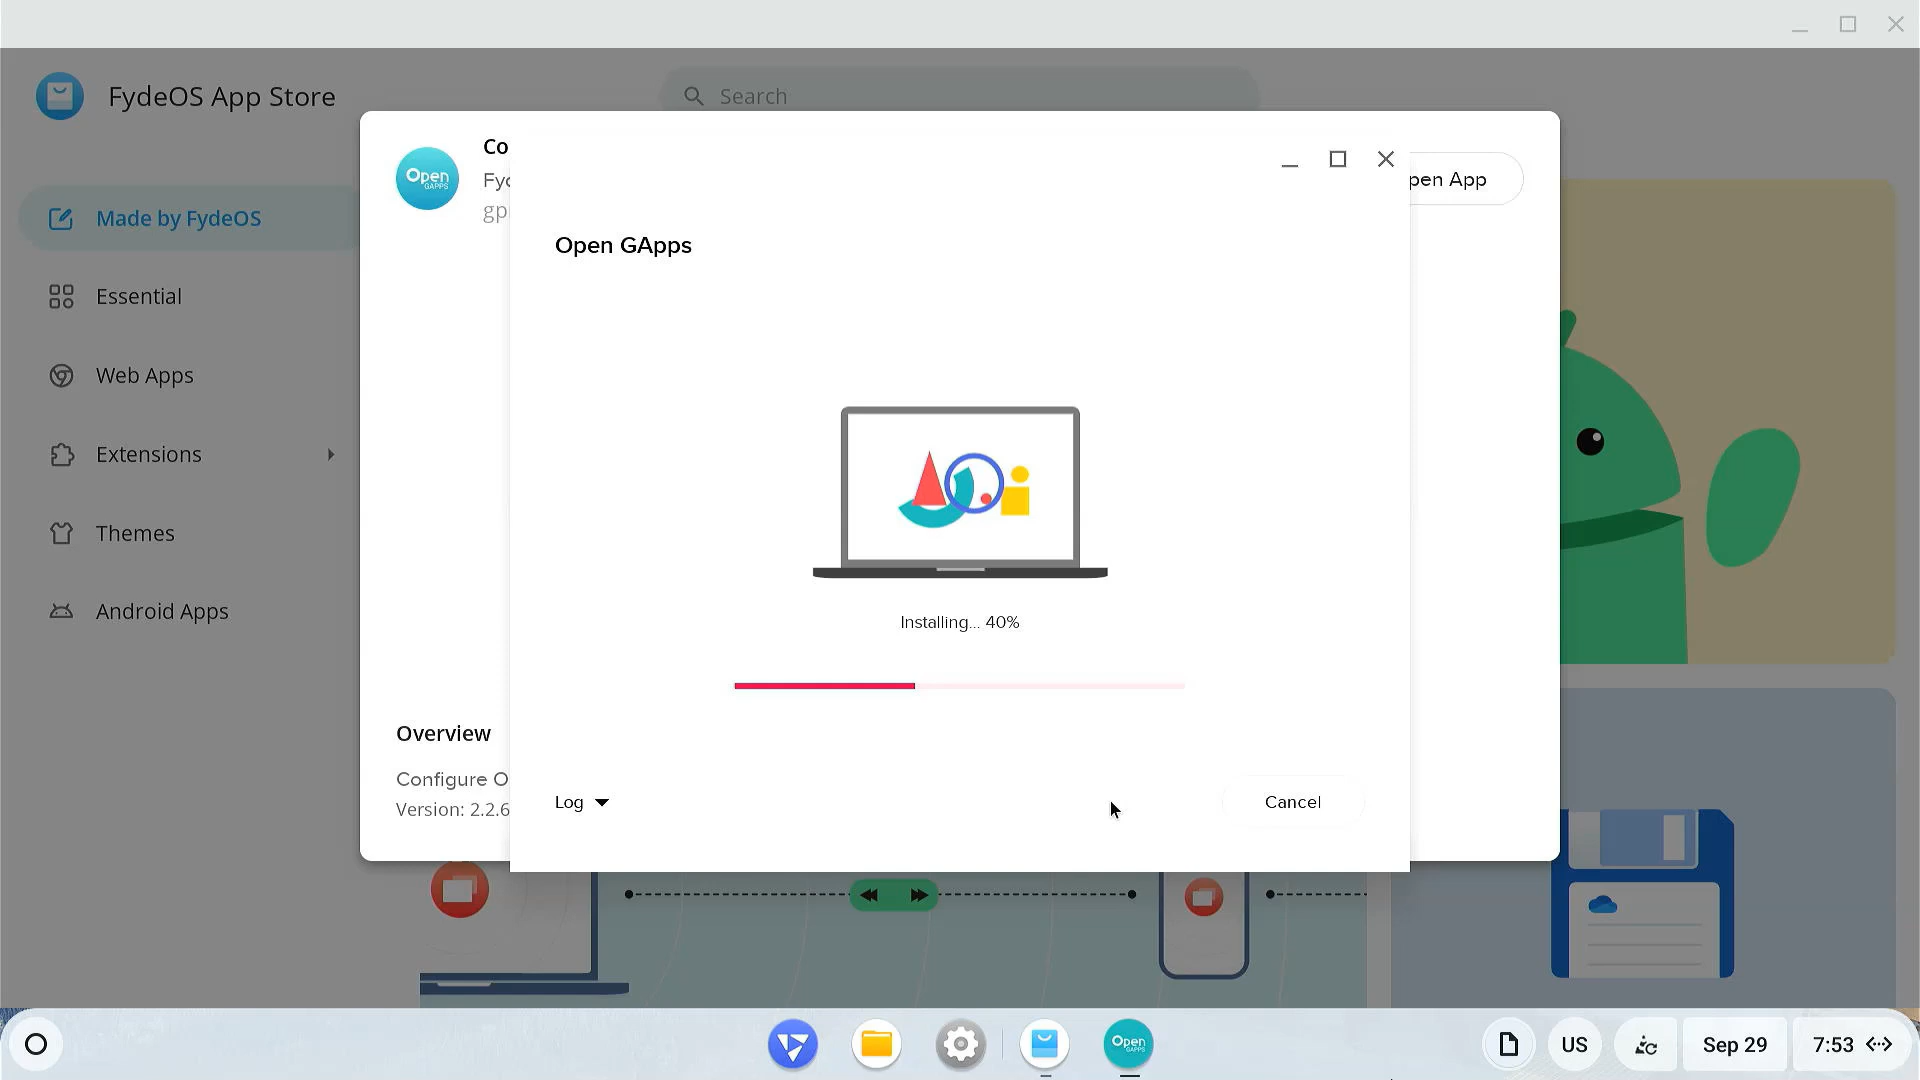 FydeOS App Store
Search
Made by FydeOS
Essential
Web Apps
Extensions
Themes
Android Apps
Open
GAPPS
Co
Fyd
gp
pen App
Open GApps
Installing... 40%
Log
Cancel
Overview
Configure O
Version: 2.2.6
Open
GAPPS
US
Sep 29
7:53